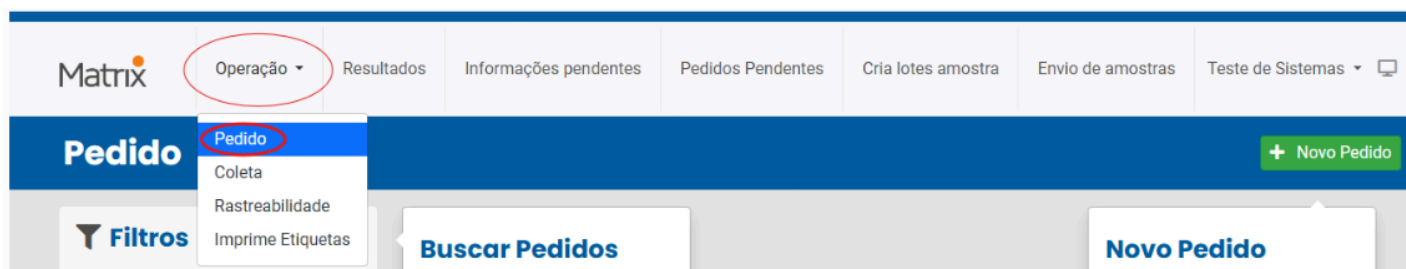 Matrix Operação Resultados Informações pendentes Pedidos Pendentes Cria lotes amostra Envio de amostras Teste de Sistemas
Pedido
Coleta
Rastreabilidade
Imprime Etiquetas
Pedido
+ Novo Pedido
Filtros
Buscar Pedidos
Novo Pedido